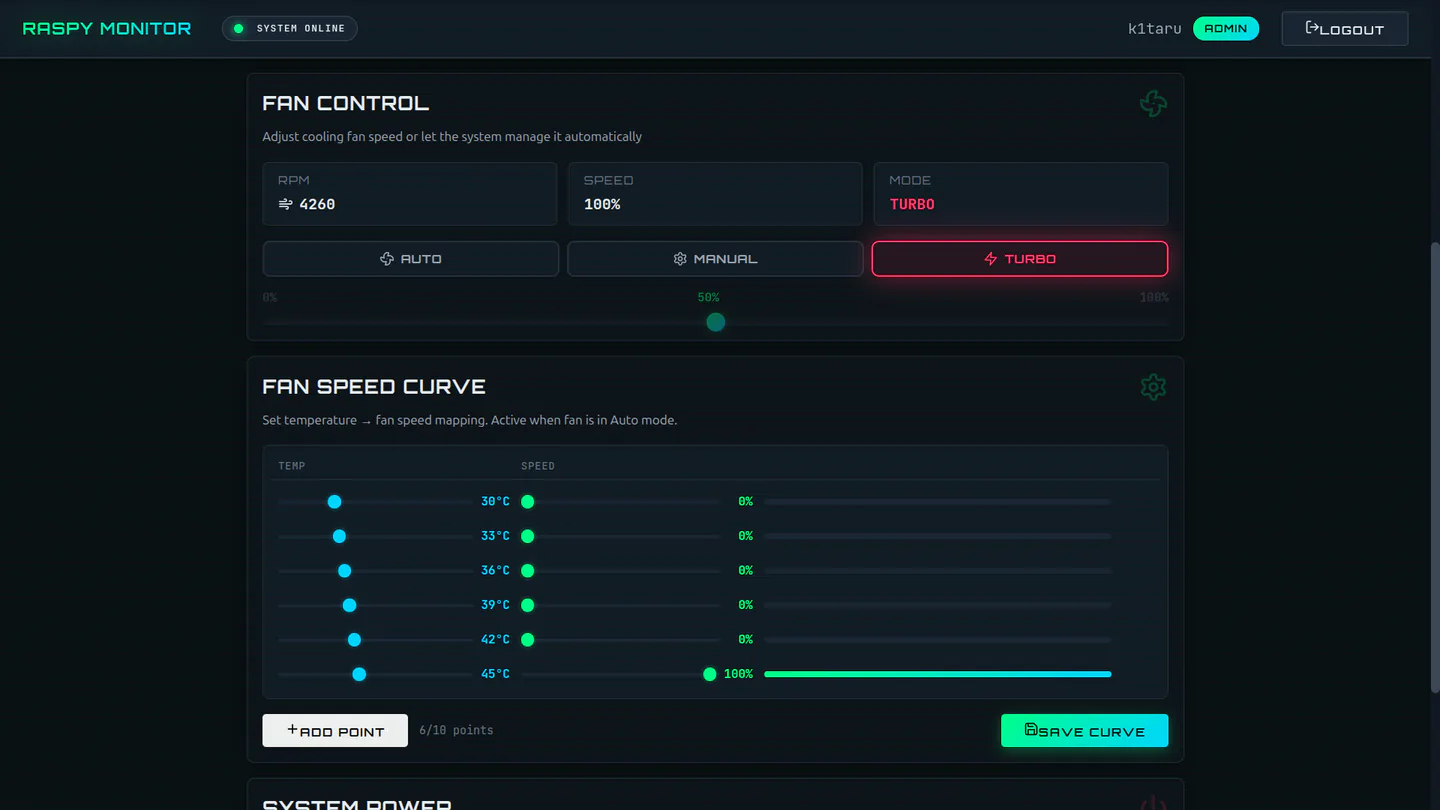 RASPY MONITOR
SYSTEM ONLINE
k1taru
ADMIN
LOGOUT
FAN CONTROL
Adjust cooling fan speed or let the system manage it automatically
RPM
4260
SPEED
100%
MODE
TURBO
AUTO
MANUAL
TURBO
0%
50%
100%
FAN SPEED CURVE
Set temperature → fan speed mapping. Active when fan is in Auto mode.
TEMP SPEED
30°C 0%
33°C 0%
36°C 0%
39°C 0%
42°C 0%
45°C 100%
+ADD POINT
6/10 points
SAVE CURVE
SYSTEM POWER